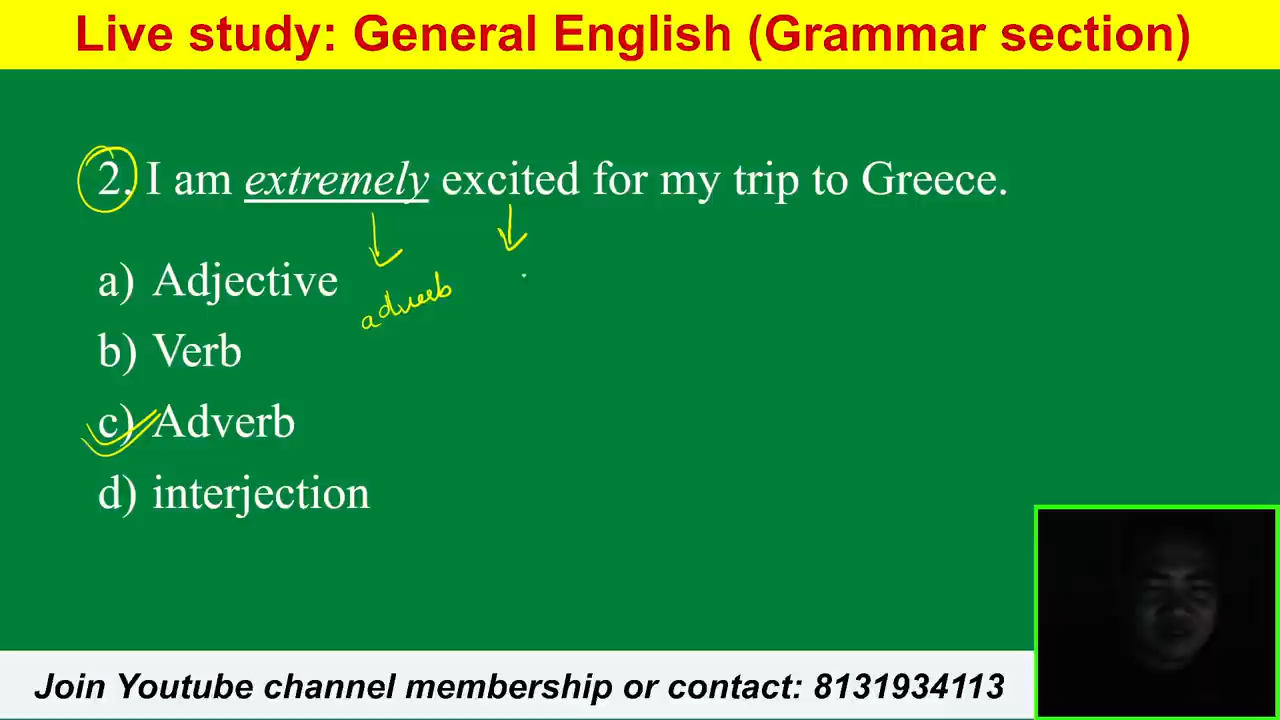 Live study: General English (Grammar section)
2. I am extremely excited for my trip to Greece.
a) Adjective
adverb
b) Verb
c) Adverb
d) interjection
Join Youtube channel membership or contact: 8131934113